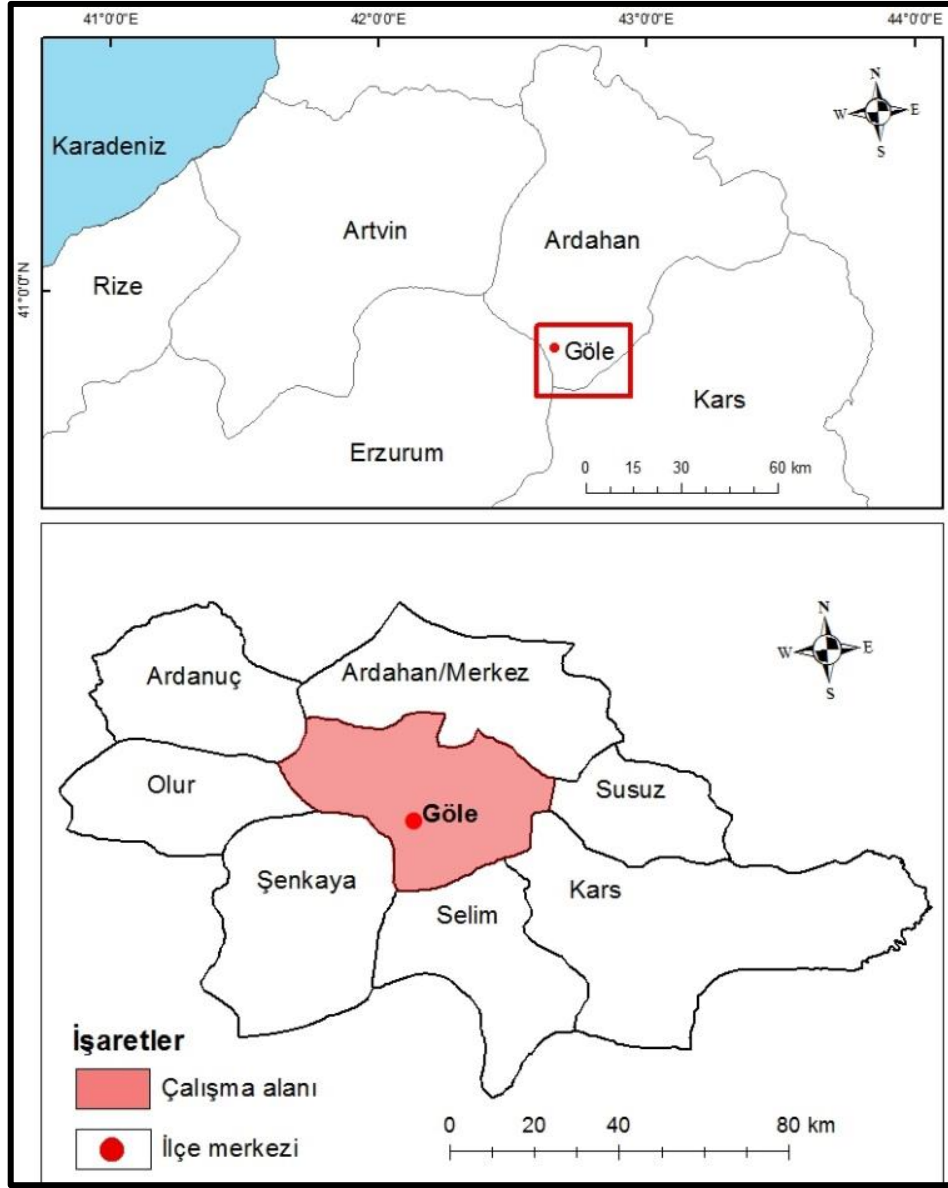 41°0'0"E 42°0'0"E 43°0'0"E 44°0'0"E
N
W E
S
Karadeniz
Artvin
Ardahan
41°0'0"N
Rize
Göle
Kars
Erzurum
0 15 30 60 km
N
W E
S
Ardanuç
Ardahan/Merkez
Olur
Susuz
Göle
Şenkaya
Kars
Selim
İşaretler
Çalışma alanı
İlçe merkezi
0 20 40 80 km